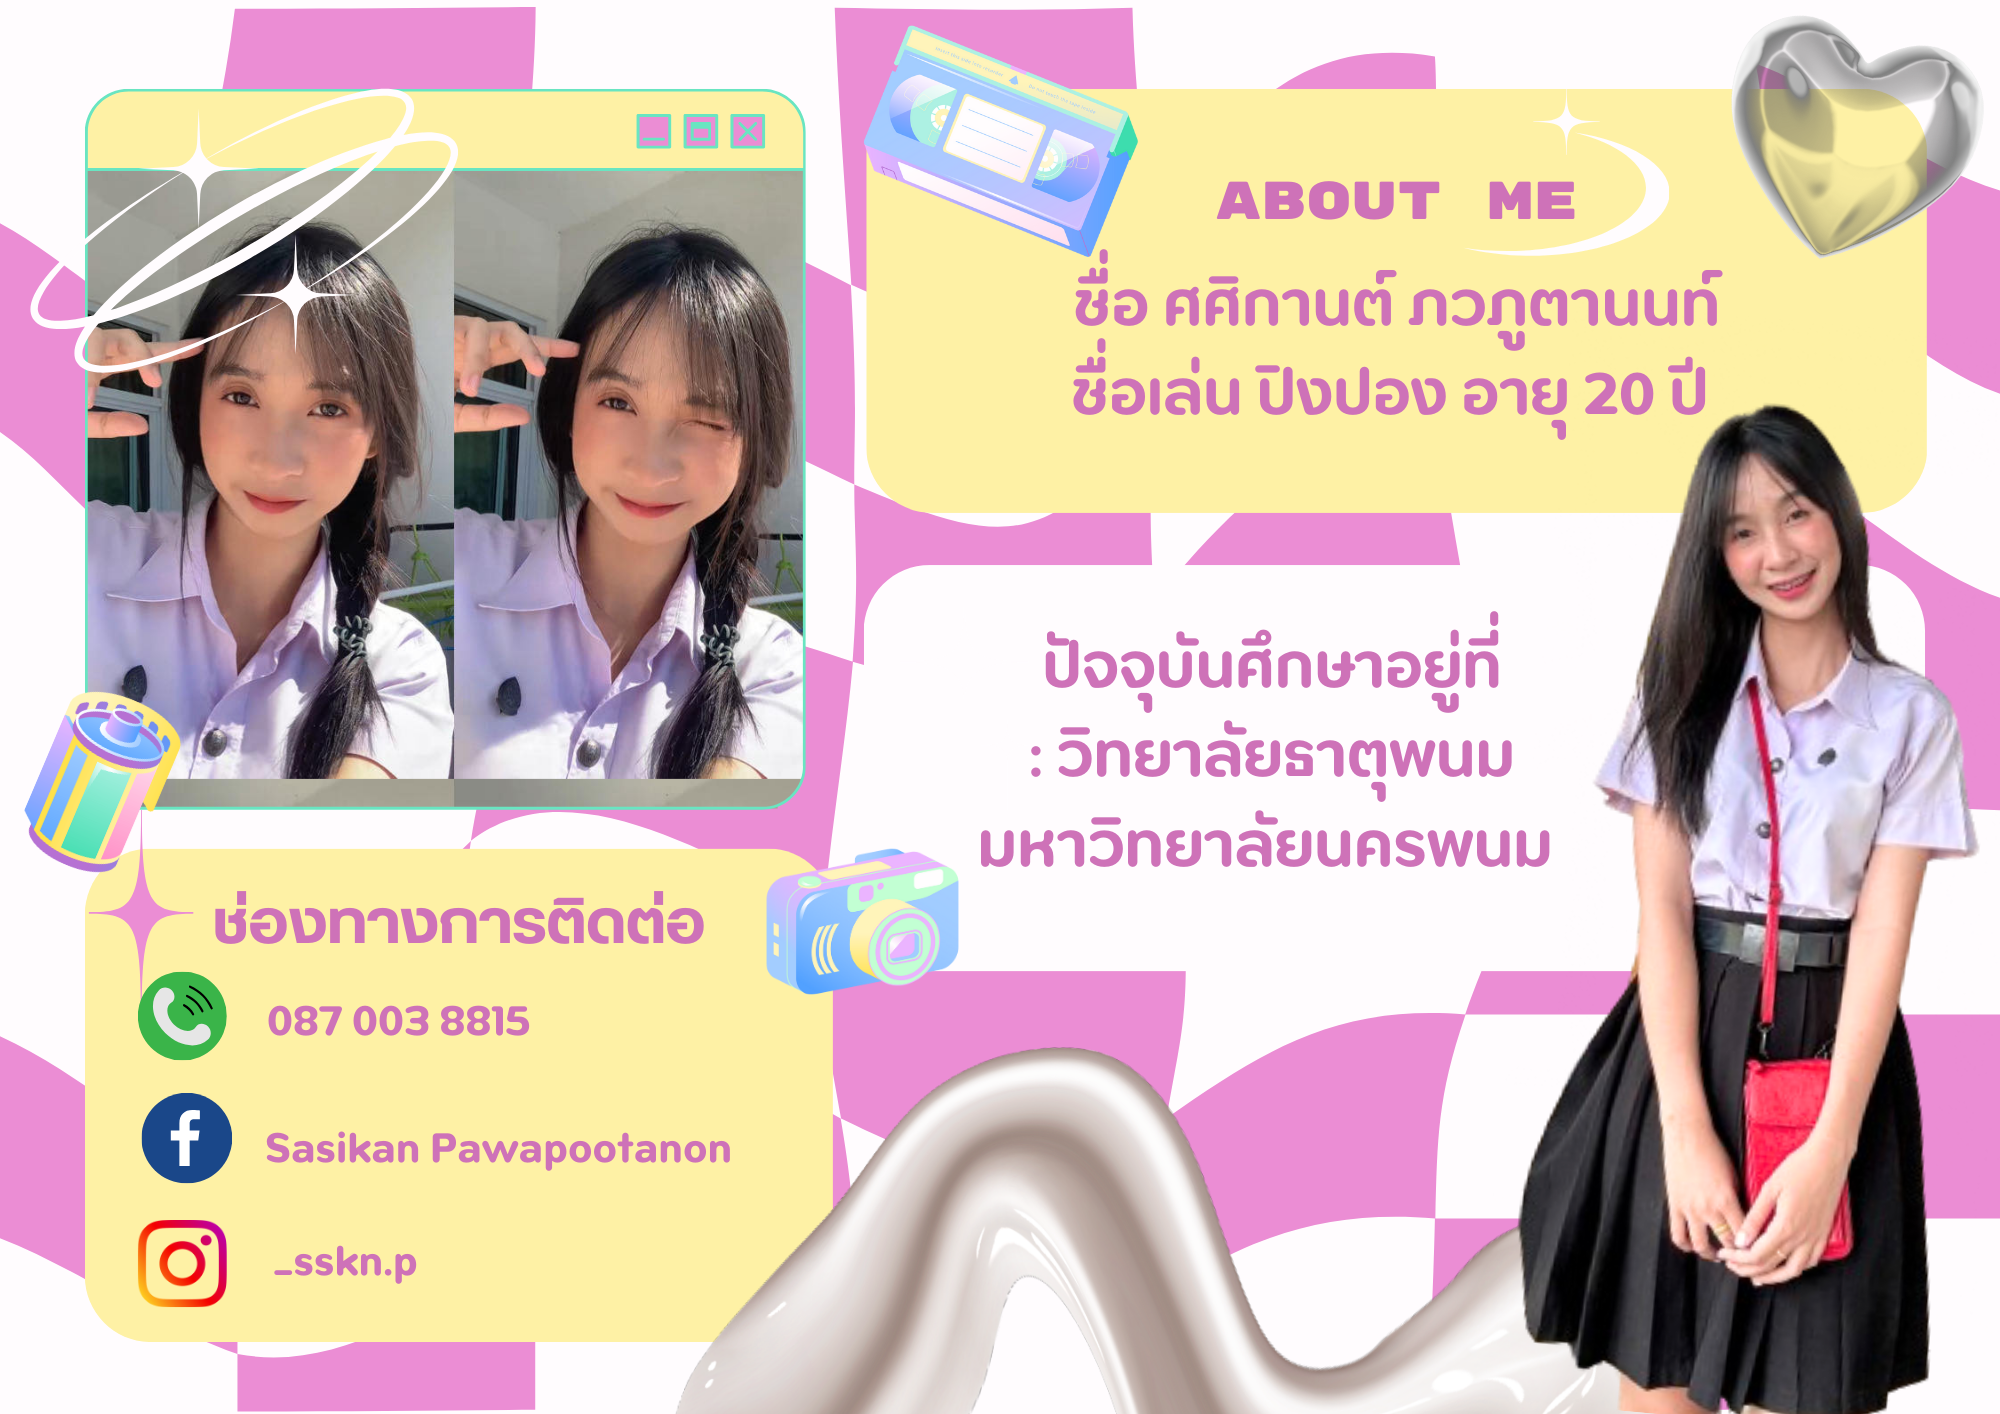 ABOUT ME
ชื่อ ศศิกานต์ ภวภูตานนท์
ชื่อเล่น ปิงปอง อายุ 20 ปี
ปัจจุบันศึกษาอยู่ที่
: วิทยาลัยธาตุพนม
มหาวิทยาลัยนครพนม
ช่องทางการติดต่อ
087 003 8815
Sasikan Pawapootanon
_sskn.p